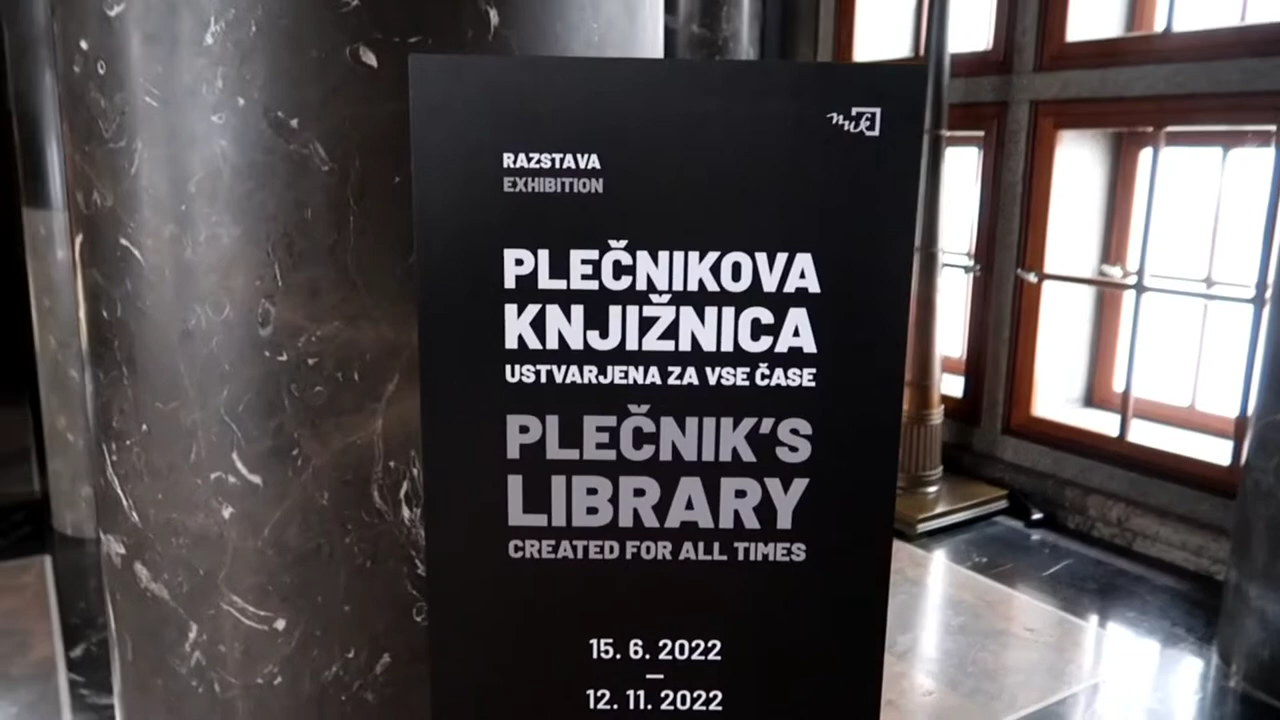 nuk
RAZSTAVA
EXHIBITION
PLEČNIKOVA
KNJIŽNICA
USTVARJENA ZA VSE ČASE
PLEČNIK’S
LIBRARY
CREATED FOR ALL TIMES
15. 6. 2022
—
12. 11. 2022